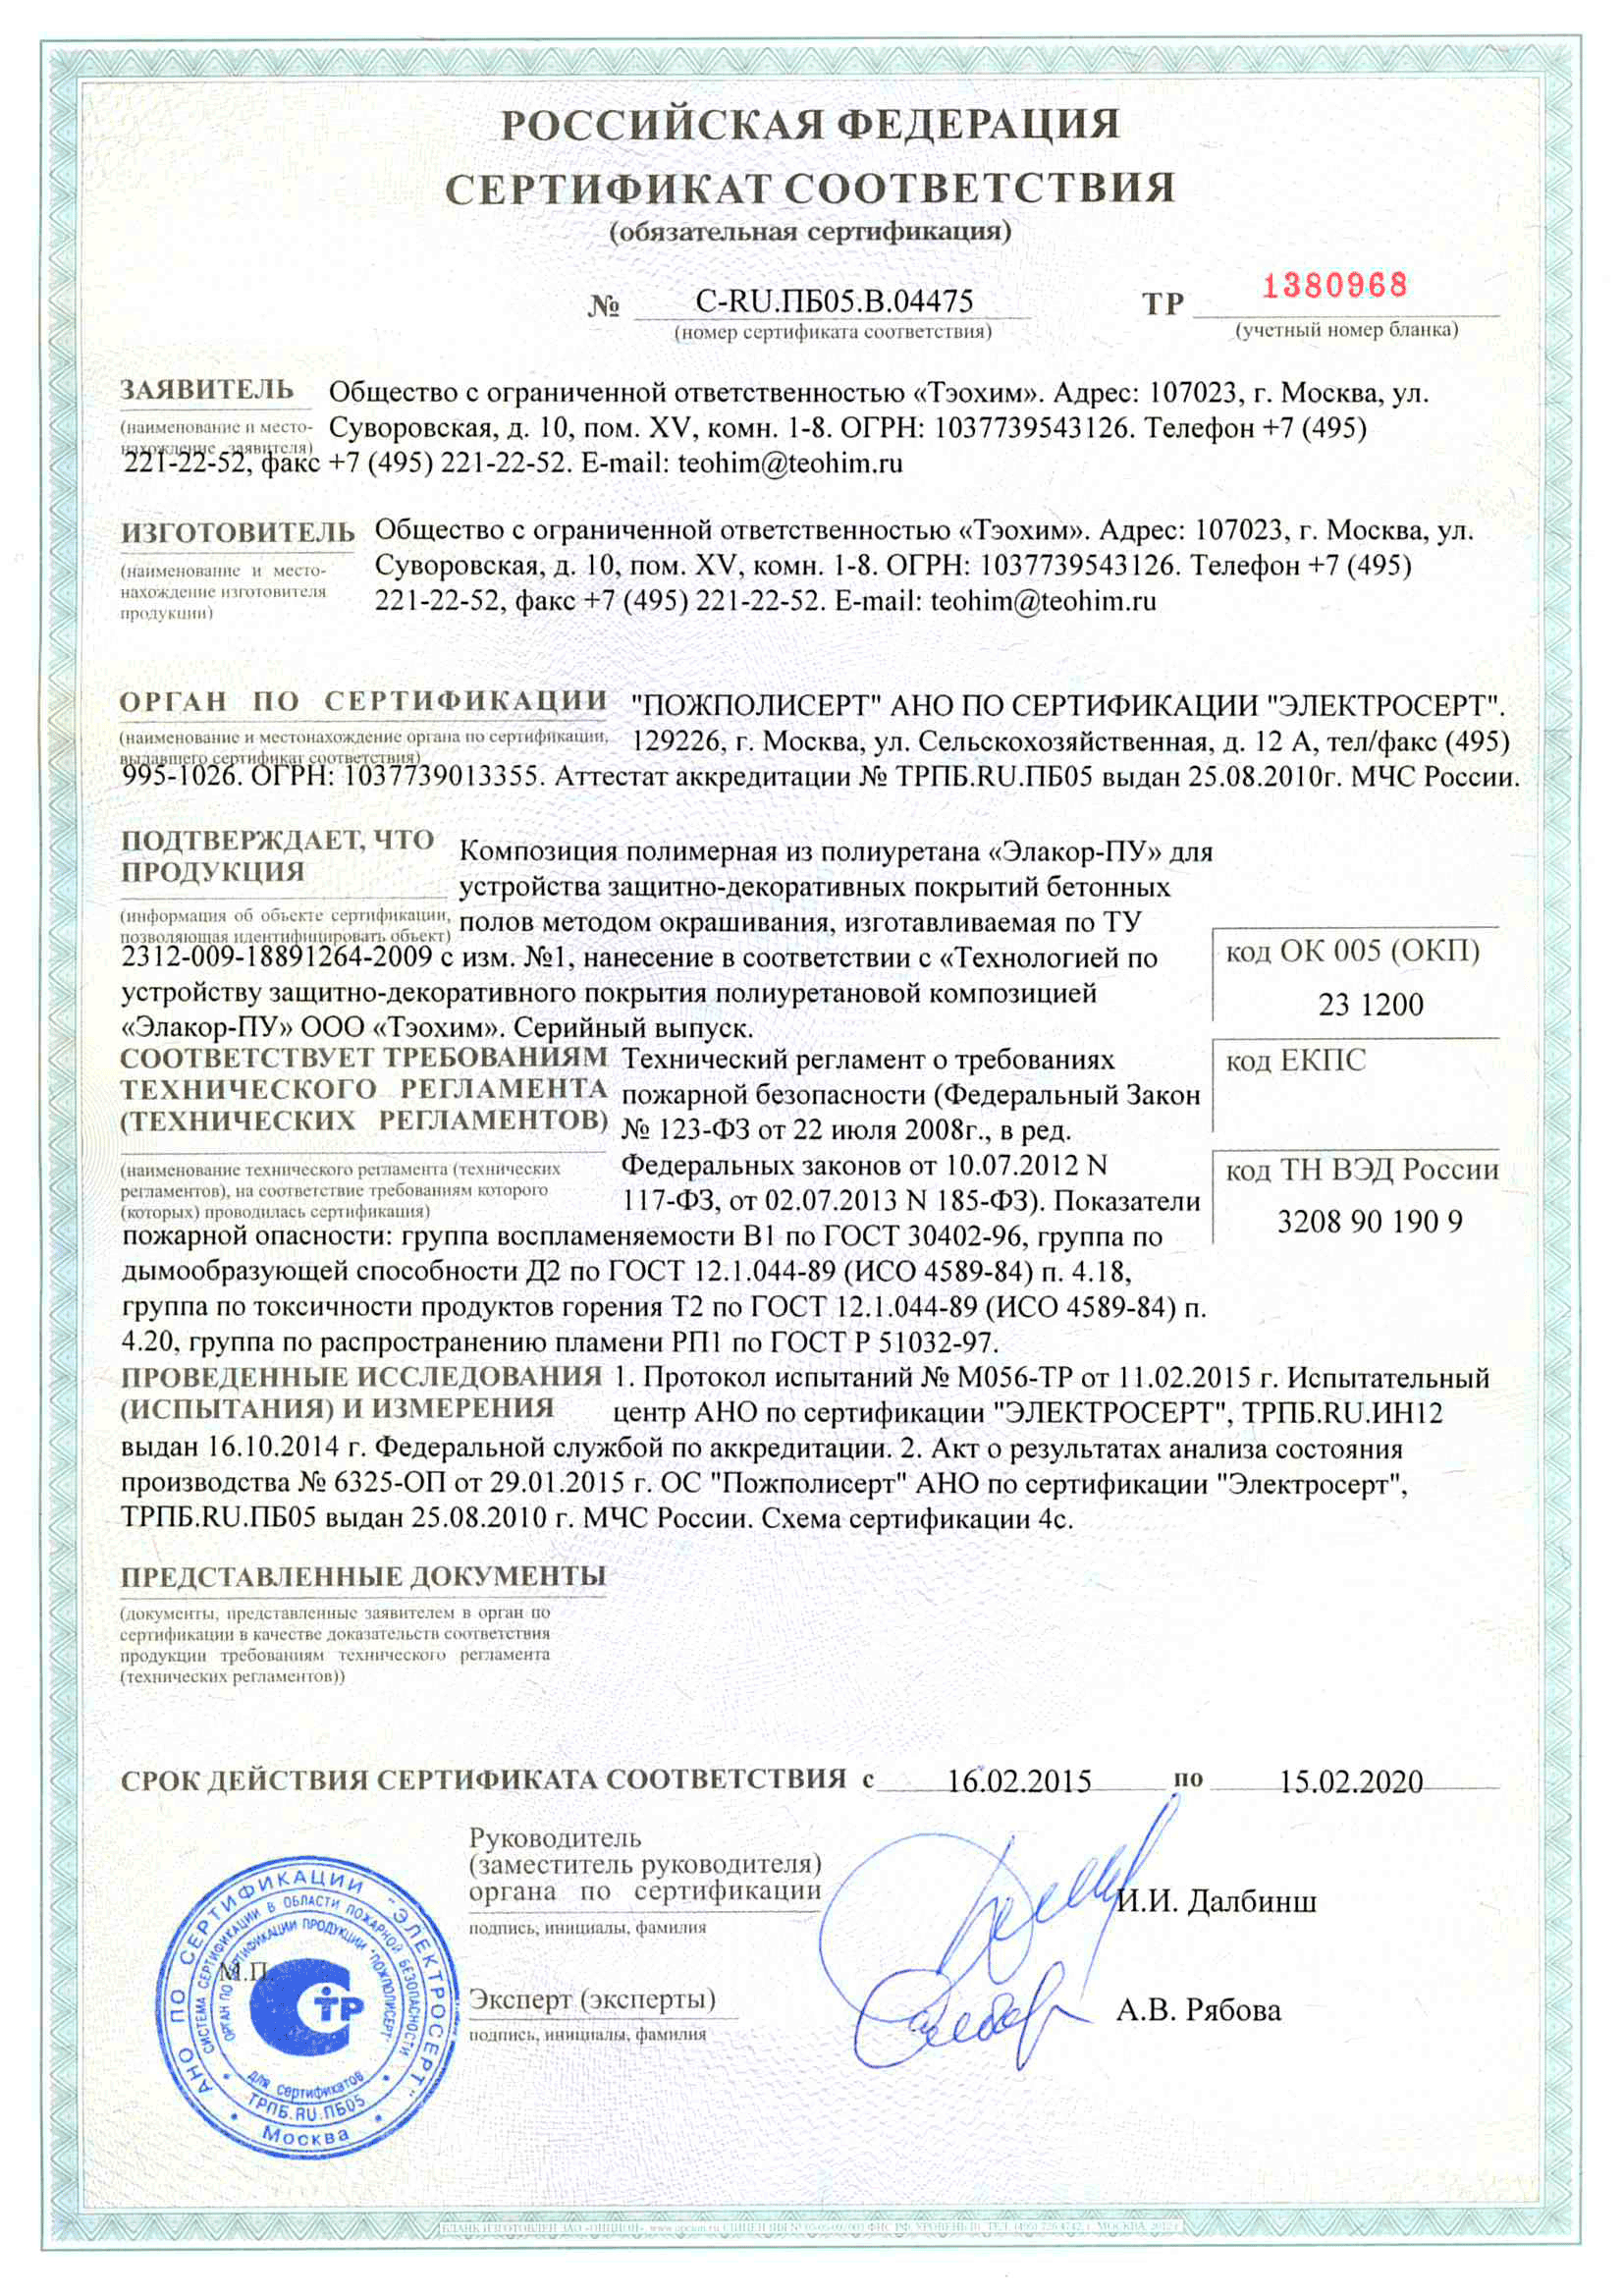 РОССИЙСКАЯ ФЕДЕРАЦИЯ
СЕРТИФИКАТ СООТВЕТСТВИЯ
(обязательная сертификация)
№ C-RU.ПБ05.В.04475
(номер сертификата соответствия)
ТР 1380968
(учетный номер бланка)
ЗАЯВИТЕЛЬ Общество с ограниченной ответственностью «Тэохим». Адрес: 107023, г. Москва, ул.
(наименование и место- Суворовская, д. 10, пом. XV, комн. 1-8. ОГРН: 1037739543126. Телефон +7 (495)
нахождение заявителя)
221-22-52, факс +7 (495) 221-22-52. E-mail: teohim@teohim.ru
ИЗГОТОВИТЕЛЬ Общество с ограниченной ответственностью «Тэохим». Адрес: 107023, г. Москва, ул.
(наименование и место- Суворовская, д. 10, пом. XV, комн. 1-8. ОГРН: 1037739543126. Телефон +7 (495)
нахождение изготовителя 221-22-52, факс +7 (495) 221-22-52. E-mail: teohim@teohim.ru
продукции)
ОРГАН ПО СЕРТИФИКАЦИИ "ПОЖПОЛИСЕРТ" АНО ПО СЕРТИФИКАЦИИ "ЭЛЕКТРОСЕРТ".
(наименование и местонахождение органа по сертификации, 129226, г. Москва, ул. Сельскохозяйственная, д. 12 А, тел/факс (495)
выдавшего сертификат соответствия)
995-1026. ОГРН: 1037739013355. Аттестат аккредитации № ТРПБ.RU.ПБ05 выдан 25.08.2010г. МЧС России.
ПОДТВЕРЖДАЕТ, ЧТО
ПРОДУКЦИЯ
Композиция полимерная из полиуретана «Элакор-ПУ» для
устройства защитно-декоративных покрытий бетонных
(информация об объекте сертификации, полов методом окрашивания, изготавливаемая по ТУ
позволяющая идентифицировать объект)
2312-009-18891264-2009 с изм. №1, нанесение в соответствии с «Технологией по
устройству защитно-декоративного покрытия полиуретановой композицией
«Элакор-ПУ» ООО «Тэохим». Серийный выпуск.
код ОК 005 (ОКП)
23 1200
СООТВЕТСТВУЕТ ТРЕБОВАНИЯМ Технический регламент о требованиях
ТЕХНИЧЕСКОГО РЕГЛАМЕНТА пожарной безопасности (Федеральный Закон
(ТЕХНИЧЕСКИХ РЕГЛАМЕНТОВ) № 123-ФЗ от 22 июля 2008г., в ред.
код ЕКПС
(наименование технического регламента (технических Федеральных законов от 10.07.2012 N
регламентов), на соответствие требованиям которого 117-ФЗ, от 02.07.2013 N 185-ФЗ). Показатели
(которых) проводилась сертификация)
код ТН ВЭД России
3208 90 190 9
пожарной опасности: группа воспламеняемости В1 по ГОСТ 30402-96, группа по
дымообразующей способности Д2 по ГОСТ 12.1.044-89 (ИСО 4589-84) п. 4.18,
группа по токсичности продуктов горения Т2 по ГОСТ 12.1.044-89 (ИСО 4589-84) п.
4.20, группа по распространению пламени РП1 по ГОСТ Р 51032-97.
ПРОВЕДЕННЫЕ ИССЛЕДОВАНИЯ 1. Протокол испытаний № М056-ТР от 11.02.2015 г. Испытательный
(ИСПЫТАНИЯ) И ИЗМЕРЕНИЯ центр АНО по сертификации "ЭЛЕКТРОСЕРТ", ТРПБ.RU.ИН12
выдан 16.10.2014 г. Федеральной службой по аккредитации. 2. Акт о результатах анализа состояния
производства № 6325-ОП от 29.01.2015 г. ОС "Пожполисерт" АНО по сертификации "Электросерт",
ТРПБ.RU.ПБ05 выдан 25.08.2010 г. МЧС России. Схема сертификации 4с.
ПРЕДСТАВЛЕННЫЕ ДОКУМЕНТЫ
(документы, представленные заявителем в орган по
сертификации в качестве доказательств соответствия
продукции требованиям технического регламента
(технических регламентов))
СРОК ДЕЙСТВИЯ СЕРТИФИКАТА СООТВЕТСТВИЯ с 16.02.2015 по 15.02.2020
Руководитель
(заместитель руководителя)
органа по сертификации
подпись, инициалы, фамилия
И.И. Далбинш
М.П.
Эксперт (эксперты)
подпись, инициалы, фамилия
А.В. Рябова
АНО ПО СЕРТИФИКАЦИИ "ЭЛЕКТРОСЕРТ"
СИСТЕМА СЕРТИФИКАЦИИ В ОБЛАСТИ ПОЖАРНОЙ БЕЗОПАСНОСТИ
ОРГАН ПО СЕРТИФИКАЦИИ ПРОДУКЦИИ "ПОЖПОЛИСЕРТ"
ТР
для сертификатов
ТРПБ.RU.ПБ05
Москва